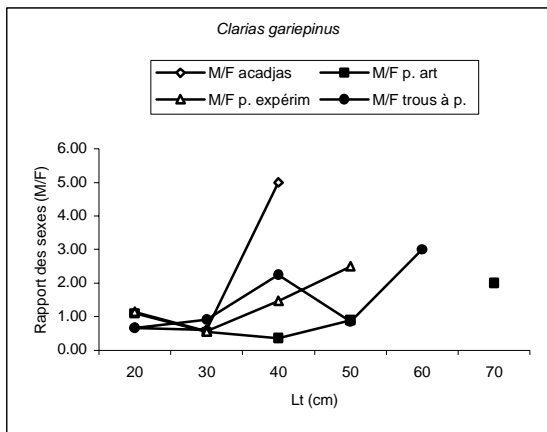 Clarias gariepinus
M/F acadjas M/F p. art
M/F p. expérim M/F trous à p.
Rapport des sexes (M/F)
6.00
5.00
4.00
3.00
2.00
1.00
0.00
20 30 40 50 60 70
Lt (cm)